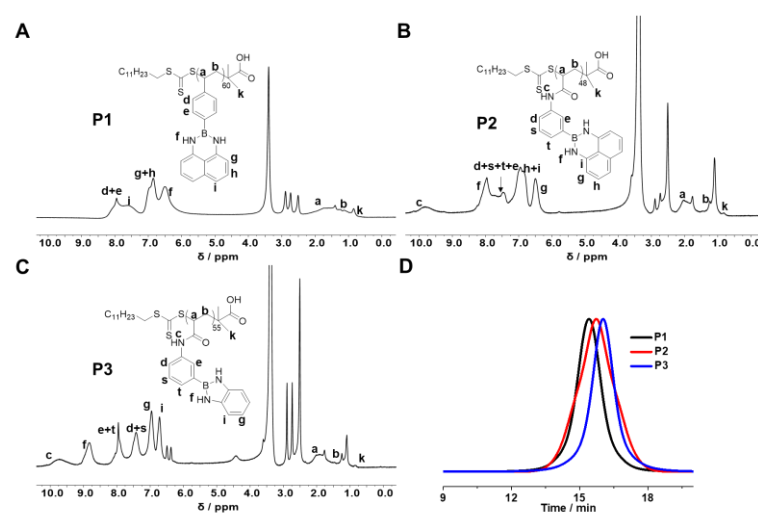 A
C₁₁H₂₃ S S S
a b
60
OH
O
k
d
e
P1
f HN B NH
g
h
i
d+e
i
g+h
f
a
b
k
10.0 9.0 8.0 7.0 6.0 5.0 4.0 3.0 2.0 1.0 0.0
δ / ppm
B
C₁₁H₂₃ S S S
a b
48
OH
O
k
c
NH O
P2
d e
s
t
B HN
f HN
i
g
h
c
f
d+s+t+e
h+i
g
a
b
k
10.0 9.0 8.0 7.0 6.0 5.0 4.0 3.0 2.0 1.0 0.0
δ / ppm
C
C₁₁H₂₃ S S S
a b
55
OH
O
k
c
NH O
P3
d e
s
t
B HN
f HN
i g
c
f
e+t
d+s
g
i
a
b
k
10.0 9.0 8.0 7.0 6.0 5.0 4.0 3.0 2.0 1.0 0.0
δ / ppm
D
P1
P2
P3
9 12 15 18
Time / min